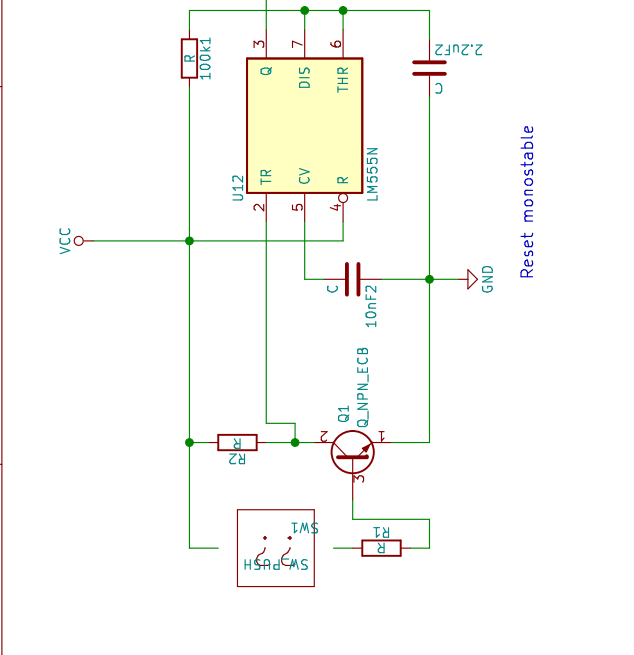 3
7
6
Q
DIS
THR
R
100k1
2.2uF2
C
TR
CV
R
U12
LM555N
2
5
4
VCC
C
10nF2
GND
Reset monostable
Q1
Q_NPN_ECB
2
1
3
R
R2
SW1
SW_PUSH
R1
R